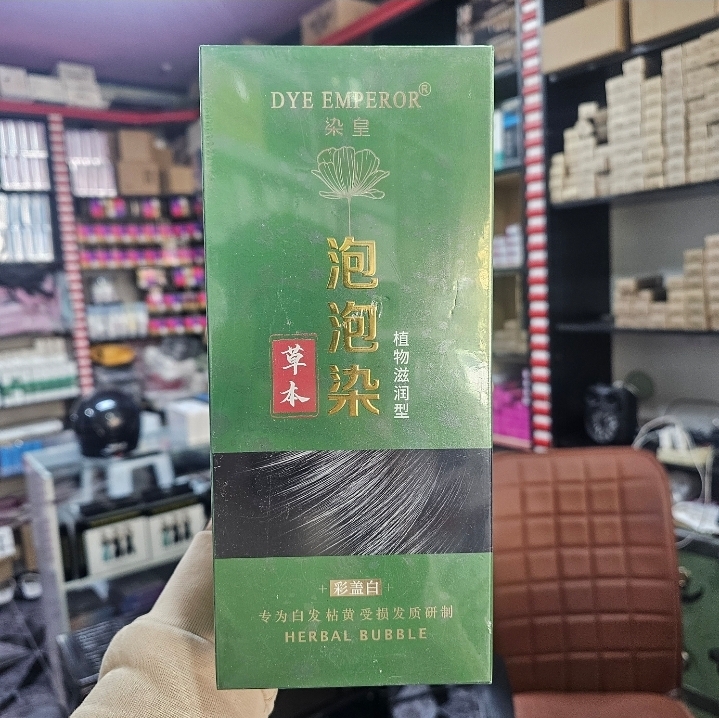 DYE EMPEROR®
染皇
泡泡染
草本
植物滋润型
彩盖白
专为白发枯黄受损发质研制
HERBAL BUBBLE